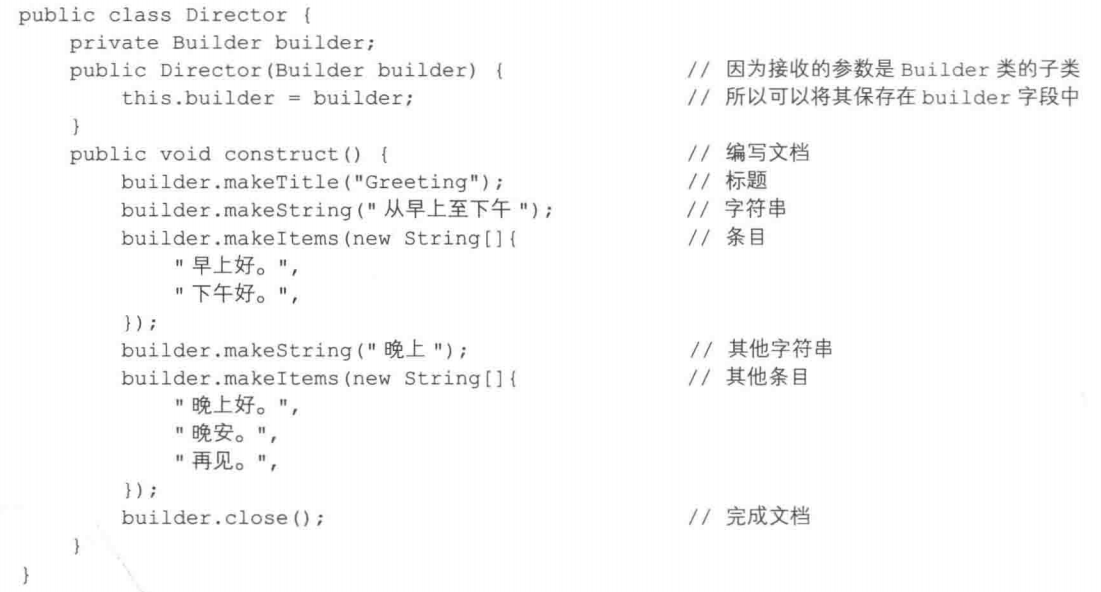 public class Director {
    private Builder builder;
    public Director(Builder builder) {                // 因为接收的参数是 Builder 类的子类
        this.builder = builder;                       // 所以可以将其保存在 builder 字段中
    }
    public void construct() {                         // 编写文档
        builder.makeTitle("Greeting");                // 标题
        builder.makeString(" 从早上至下午 ");          // 字符串
        builder.makeItems(new String[]{               // 条目
            " 早上好。",
            " 下午好。",
        });
        builder.makeString(" 晚上 ");                  // 其他字符串
        builder.makeItems(new String[]{               // 其他条目
            " 晚上好。",
            " 晚安。",
            " 再见。",
        });
        builder.close();                              // 完成文档
    }
}